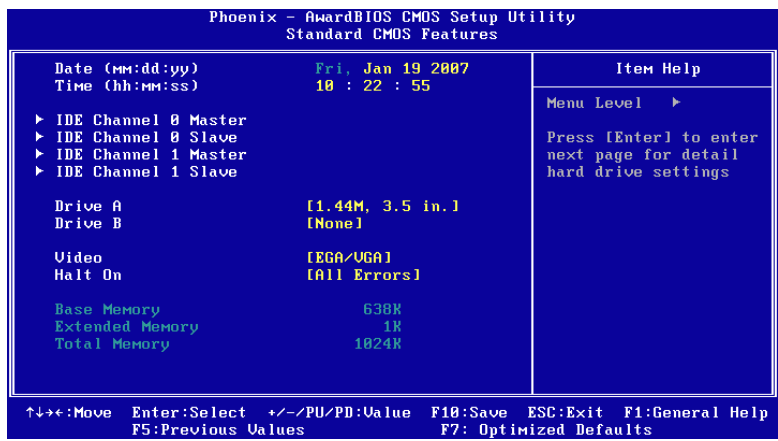 Phoenix - AwardBIOS CMOS Setup Utility
Standard CMOS Features
Date (mm:dd:yy) Fri, Jan 19 2007
Time (hh:mm:ss) 10 : 22 : 55
▶ IDE Channel 0 Master
▶ IDE Channel 0 Slave
▶ IDE Channel 1 Master
▶ IDE Channel 1 Slave
Drive A [1.44M, 3.5 in.]
Drive B [None]
Video [EGA/VGA]
Halt On [All Errors]
Base Memory 638K
Extended Memory 1K
Total Memory 1024K
Item Help
Menu Level ▶
Press [Enter] to enter
next page for detail
hard drive settings
↑↓→←:Move Enter:Select +/-/PU/PD:Value F10:Save ESC:Exit F1:General Help
F5:Previous Values F7: Optimized Defaults